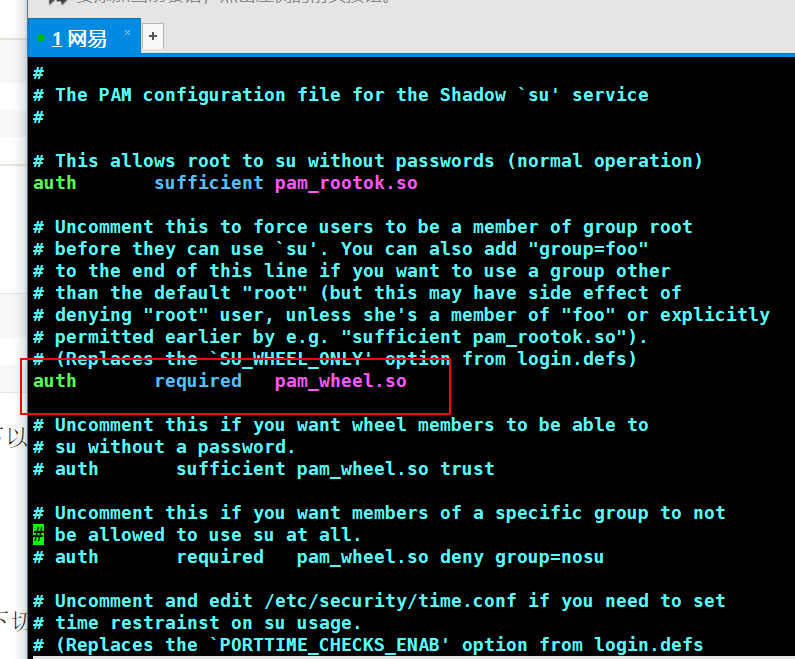 1 网易 × +
#
# The PAM configuration file for the Shadow `su' service
#
# This allows root to su without passwords (normal operation)
auth       sufficient pam_rootok.so
# Uncomment this to force users to be a member of group root
# before they can use `su'. You can also add "group=foo"
# to the end of this line if you want to use a group other
# than the default "root" (but this may have side effect of
# denying "root" user, unless she's a member of "foo" or explicitly
# permitted earlier by e.g. "sufficient pam_rootok.so").
# (Replaces the `SU_WHEEL_ONLY' option from login.defs)
auth       required   pam_wheel.so
# Uncomment this if you want wheel members to be able to
# su without a password.
# auth       sufficient pam_wheel.so trust
# Uncomment this if you want members of a specific group to not
# be allowed to use su at all.
# auth       required   pam_wheel.so deny group=nosu
# Uncomment and edit /etc/security/time.conf if you need to set
# time restrainst on su usage.
# (Replaces the `PORTTIME_CHECKS_ENAB' option from login.defs
以
下切